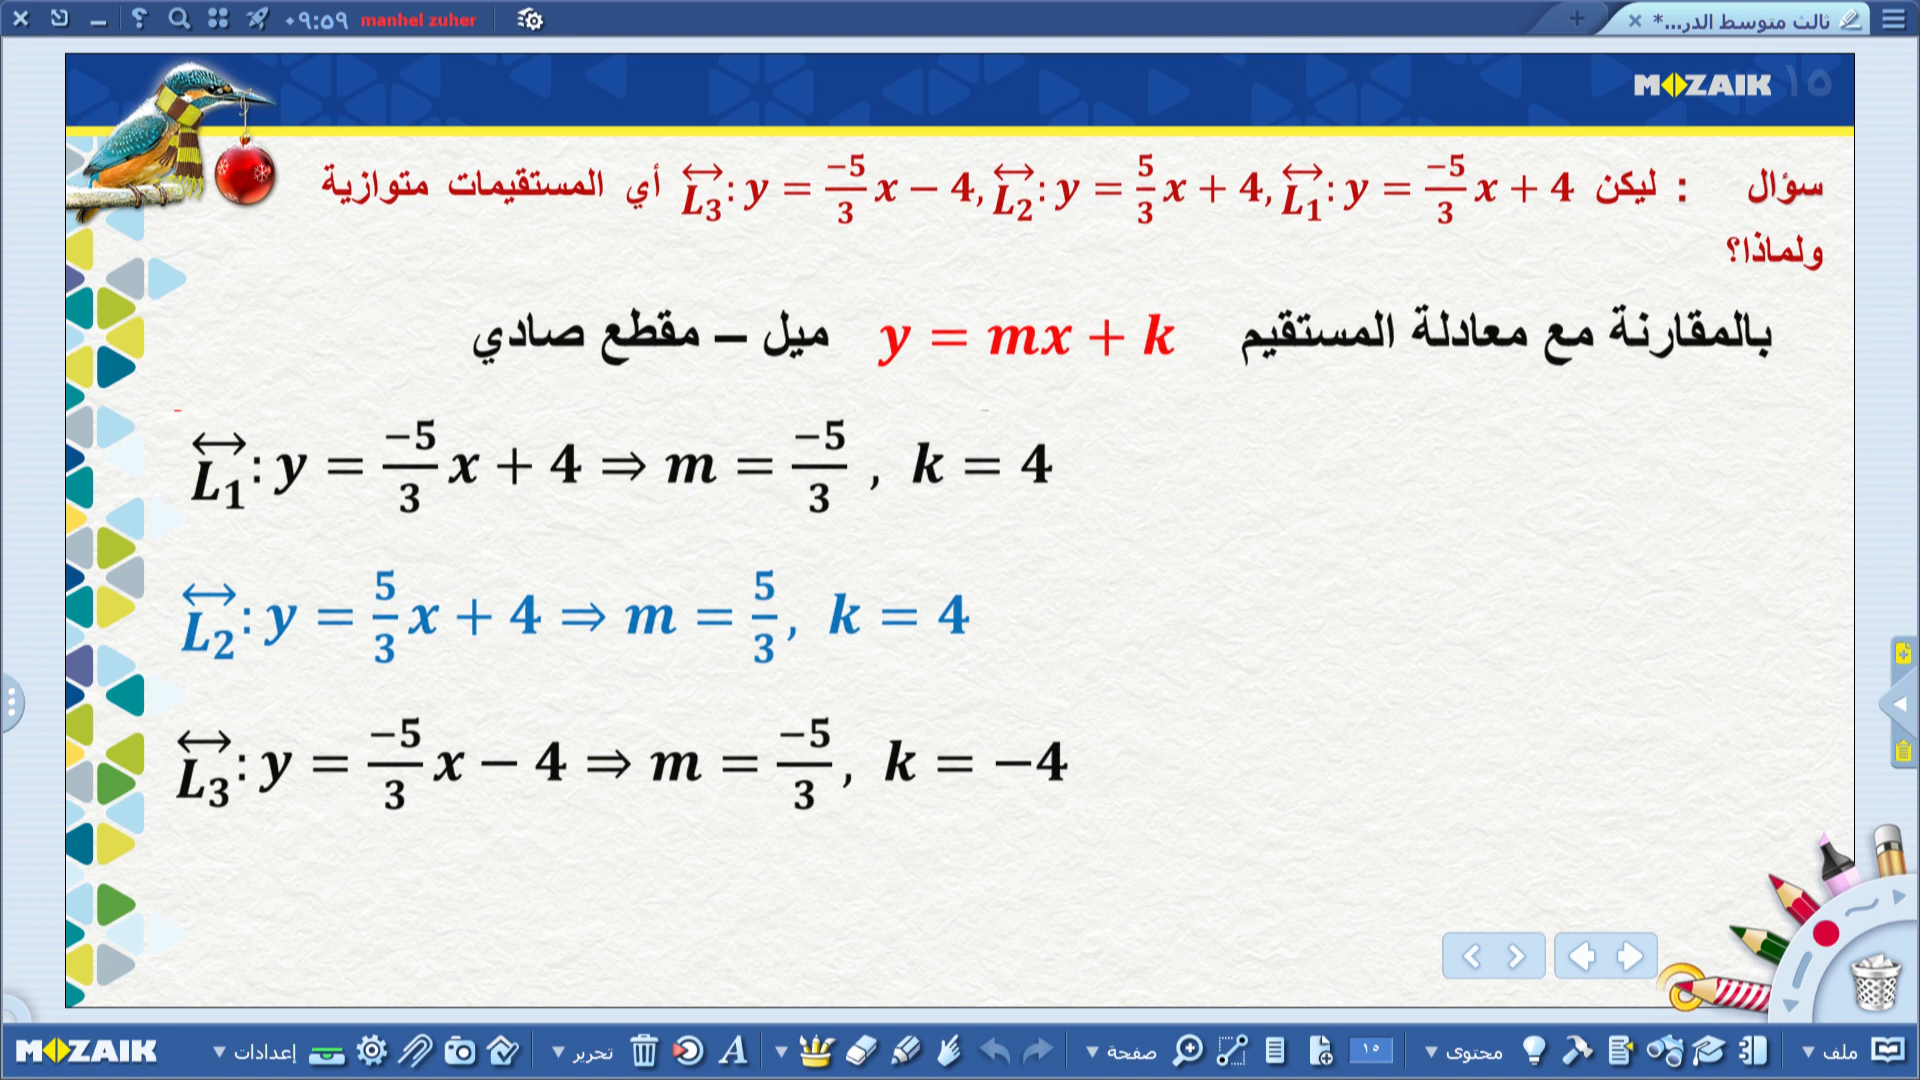 ٠٩:٥٩ manhel zuher
ثالث متوسط الدر...*
MOZAIK ١٥
سؤال : ليكن L₁: y = -5/3 x + 4, L₂: y = 5/3 x + 4, L₃: y = -5/3 x − 4 أي المستقيمات متوازية
ولماذا؟
بالمقارنة مع معادلة المستقيم y = mx + k ميل – مقطع صادي
L₁: y = -5/3 x + 4 ⇒ m = -5/3 , k = 4
L₂: y = 5/3 x + 4 ⇒ m = 5/3, k = 4
L₃: y = -5/3 x − 4 ⇒ m = -5/3, k = −4
ملف محتوى ١٥ صفحة تحرير إعدادات MOZAIK